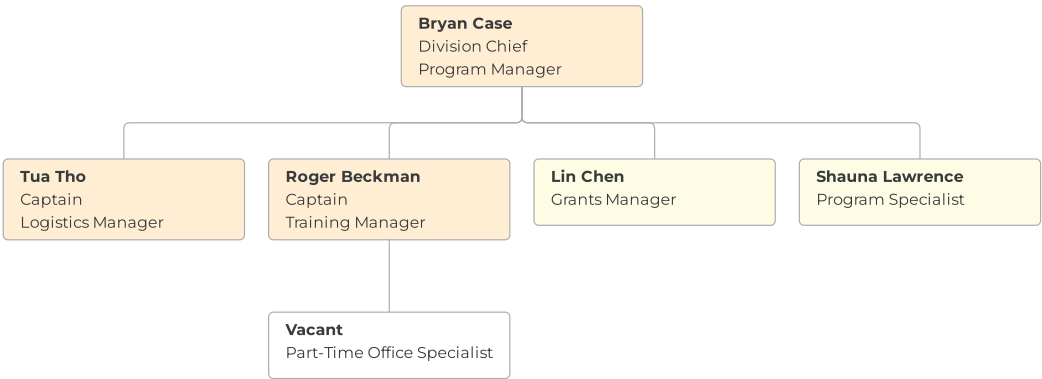 Bryan Case
Division Chief
Program Manager
Tua Tho
Captain
Logistics Manager
Roger Beckman
Captain
Training Manager
Lin Chen
Grants Manager
Shauna Lawrence
Program Specialist
Vacant
Part-Time Office Specialist